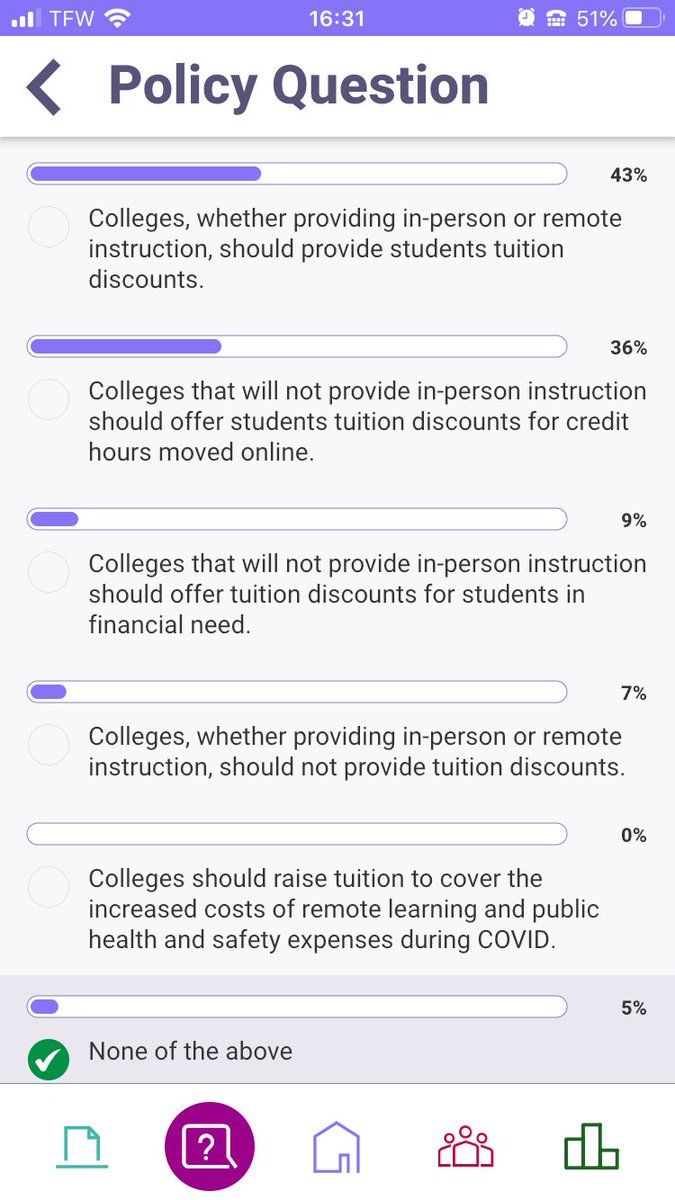 TFW 16:31 51%
Policy Question
43%
Colleges, whether providing in-person or remote
instruction, should provide students tuition
discounts.
36%
Colleges that will not provide in-person instruction
should offer students tuition discounts for credit
hours moved online.
9%
Colleges that will not provide in-person instruction
should offer tuition discounts for students in
financial need.
7%
Colleges, whether providing in-person or remote
instruction, should not provide tuition discounts.
0%
Colleges should raise tuition to cover the
increased costs of remote learning and public
health and safety expenses during COVID.
5%
None of the above
?